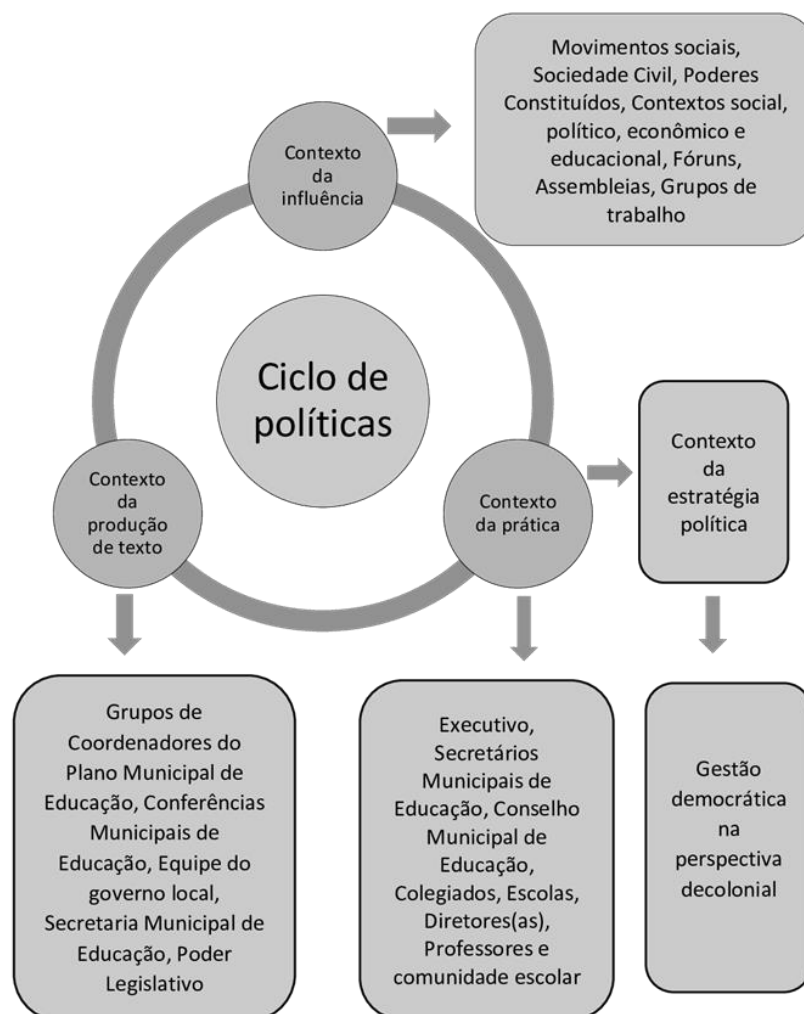 Movimentos sociais,
Sociedade Civil, Poderes
Constituídos, Contextos social,
político, econômico e
educacional, Fóruns,
Assembleias, Grupos de
trabalho
Contexto
da
influência
Ciclo de
políticas
Contexto
da
produção
de texto
Contexto
da prática
Contexto
da
estratégia
política
Grupos de
Coordenadores do
Plano Municipal de
Educação, Conferências
Municipais de
Educação, Equipe do
governo local,
Secretaria Municipal de
Educação, Poder
Legislativo
Executivo,
Secretários
Municipais de
Educação, Conselho
Municipal de
Educação,
Colegiados, Escolas,
Diretores(as),
Professores e
comunidade escolar
Gestão
democrática
na
perspectiva
decolonial